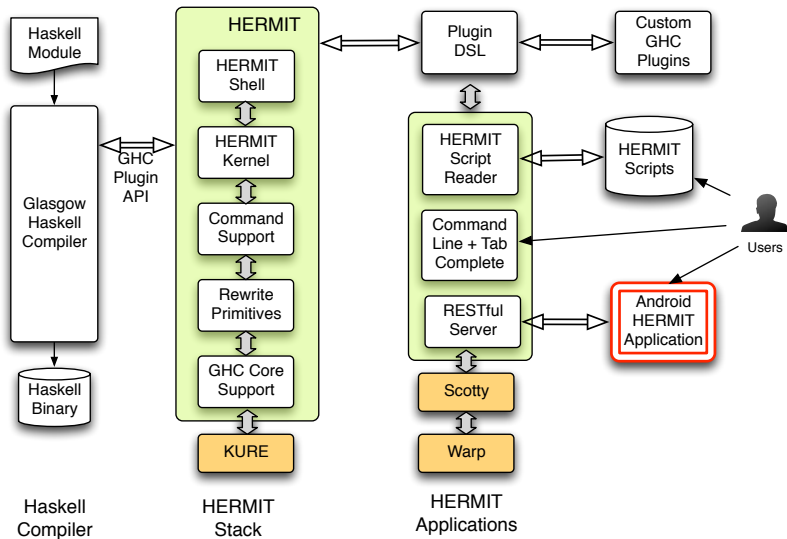 Haskell
Module
Glasgow
Haskell
Compiler
Haskell
Binary
GHC
Plugin
API
HERMIT
HERMIT
Shell
HERMIT
Kernel
Command
Support
Rewrite
Primitives
GHC Core
Support
KURE
Plugin
DSL
Custom
GHC
Plugins
HERMIT
Script
Reader
HERMIT
Scripts
Command
Line + Tab
Complete
Users
RESTful
Server
Android
HERMIT
Application
Scotty
Warp
Haskell
Compiler
HERMIT
Stack
HERMIT
Applications